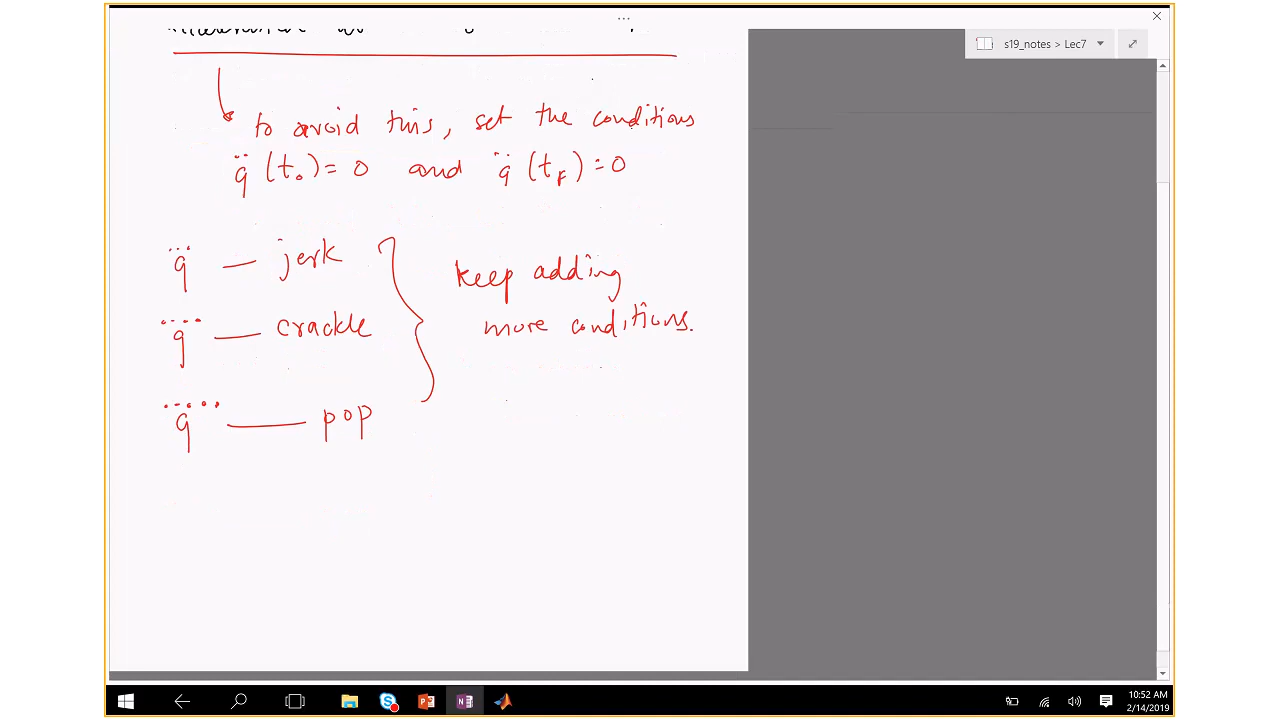 s19_notes > Lec7
to avoid this, set the conditions
q̈ (t₀) = 0 and q̈ (t_F) = 0
q⃛ — jerk
q⃜ — crackle
keep adding
more conditions.
q ..... — pop
10:52 AM
2/14/2019